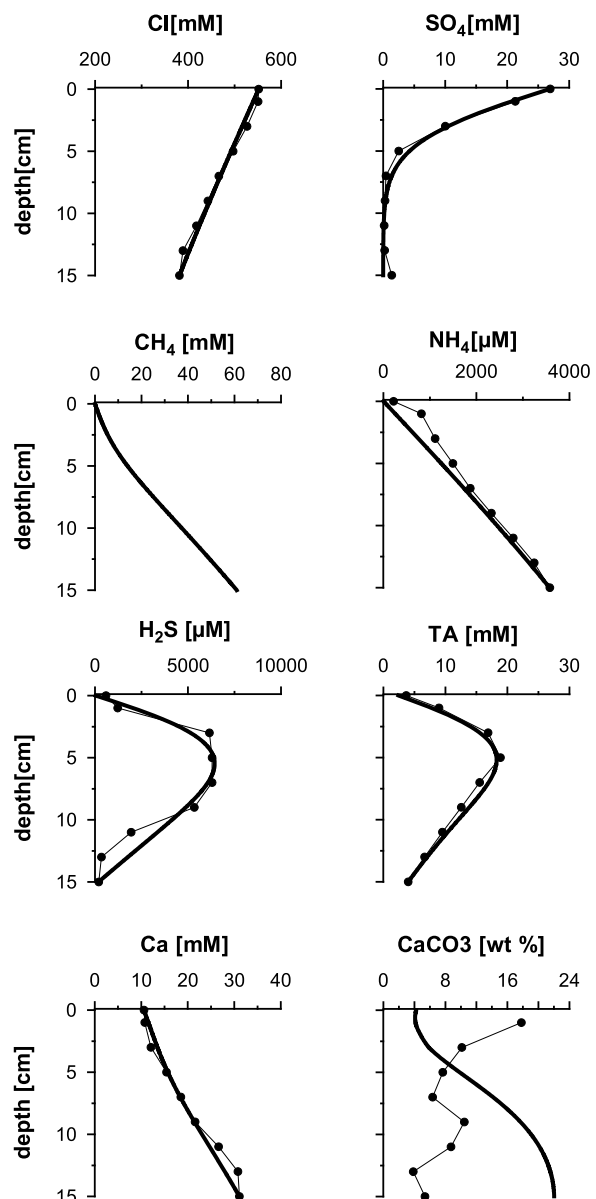 Cl[mM] SO4[mM]
200 400 600 0 10 20 30
0
5
10
15
depth[cm]
CH4 [mM] NH4[µM]
0 20 40 60 80 0 2000 4000
0
5
10
15
depth[cm]
H2S [µM] TA [mM]
0 5000 10000 0 10 20 30
0
5
10
15
depth[cm]
Ca [mM] CaCO3 [wt %]
0 10 20 30 40 0 8 16 24
0
5
10
15
depth [cm]